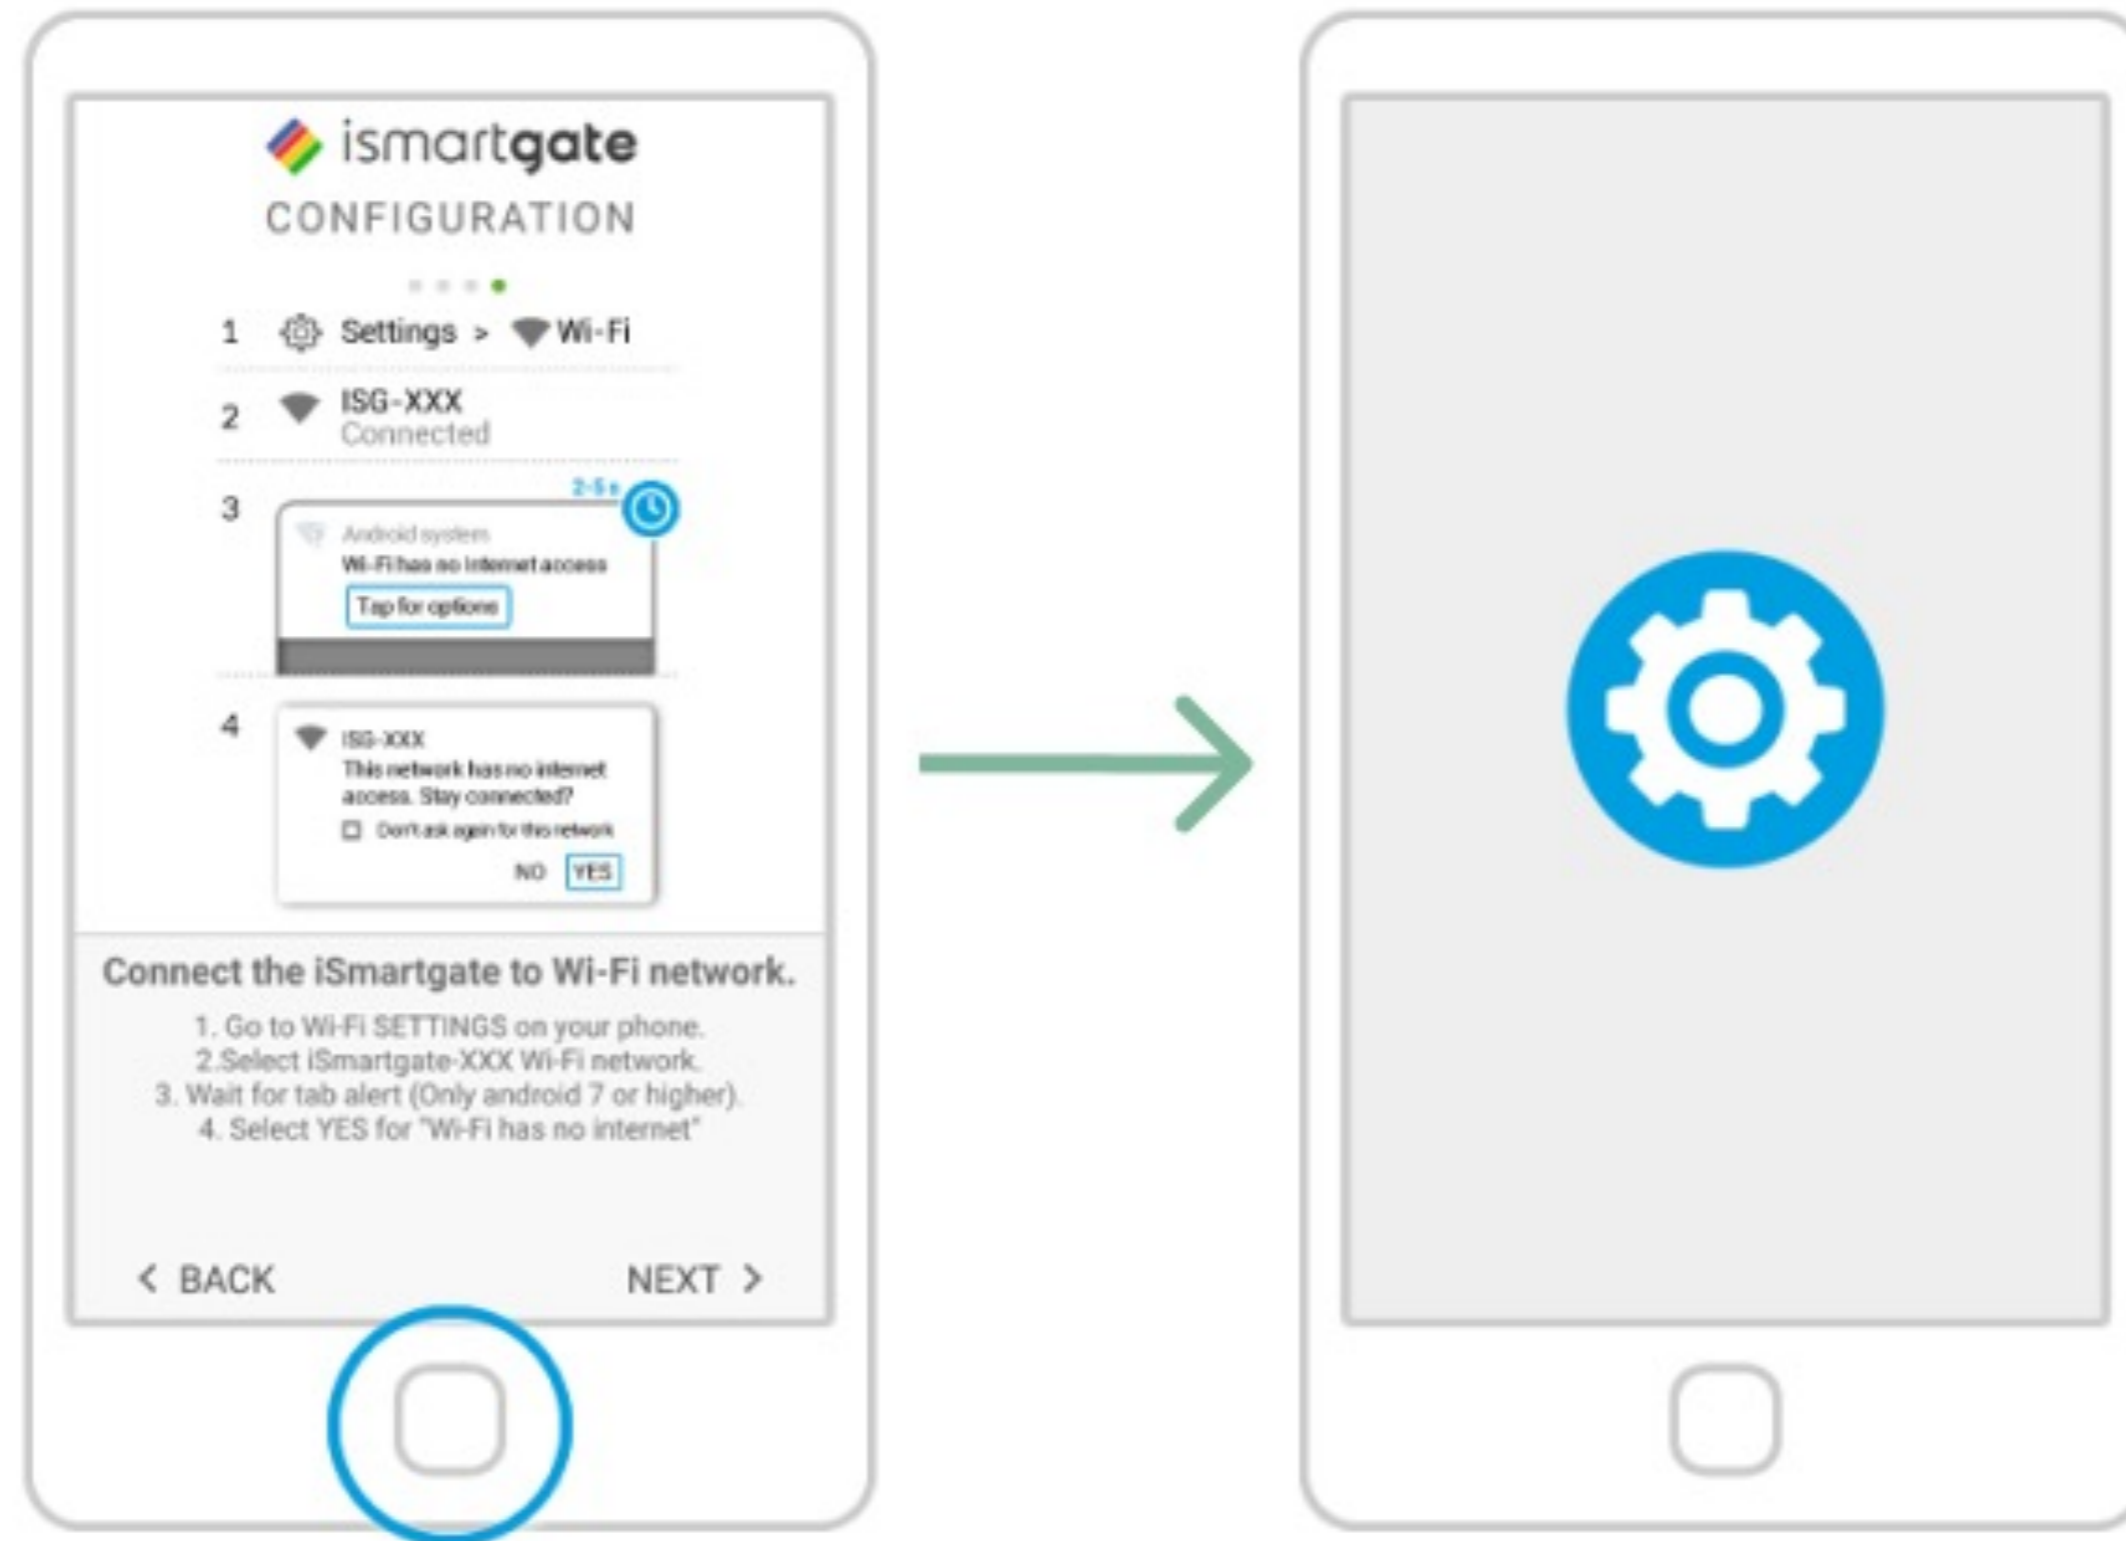 ismartgate
CONFIGURATION
1 Settings > Wi-Fi
2 ISG-XXX
Connected
3 2-5 s
Android system
Wi-Fi has no internet access
Tap for options
4 ISG-XXX
This network has no internet
access. Stay connected?
Don't ask again for this network
NO YES
Connect the iSmartgate to Wi-Fi network.
1. Go to Wi-Fi SETTINGS on your phone.
2.Select iSmartgate-XXX Wi-Fi network.
3. Wait for tab alert (Only android 7 or higher).
4. Select YES for "Wi-Fi has no internet"
< BACK NEXT >